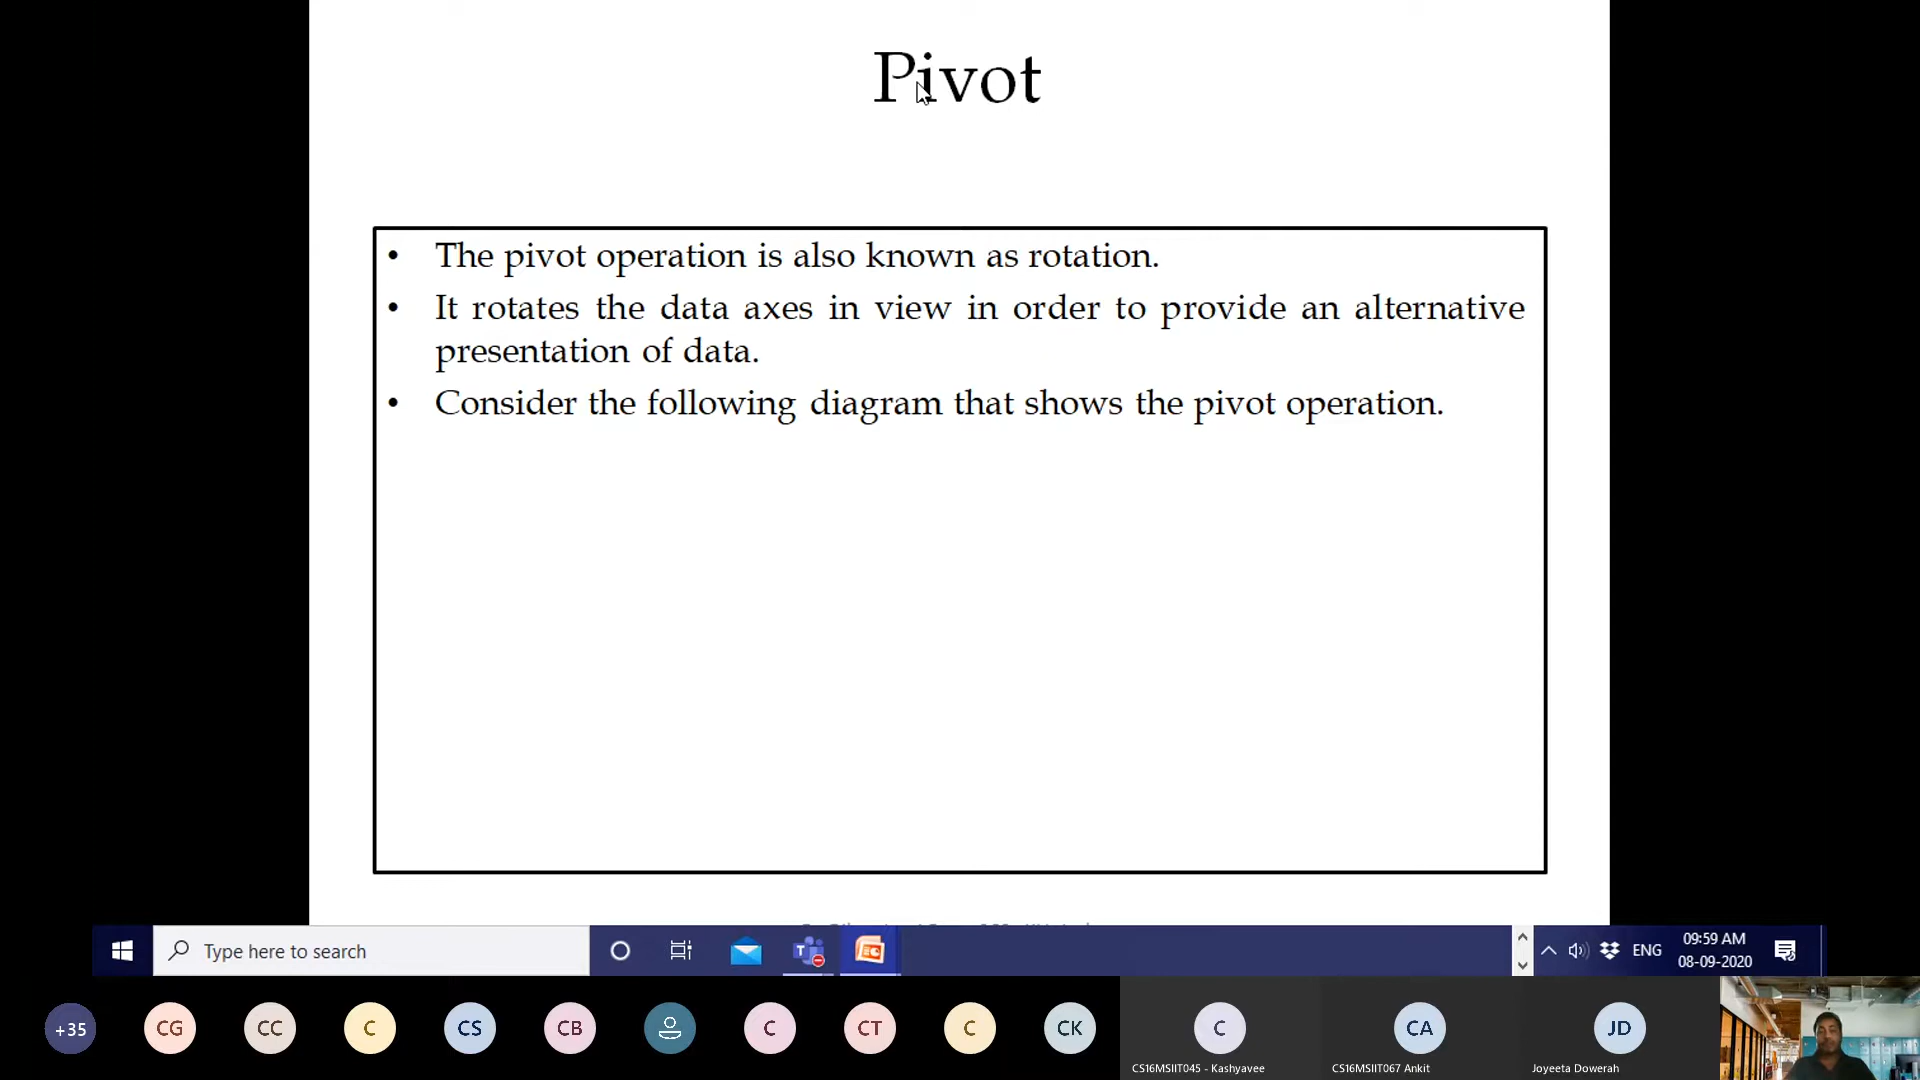 Pivot
• The pivot operation is also known as rotation.
• It rotates the data axes in view in order to provide an alternative
presentation of data.
• Consider the following diagram that shows the pivot operation.
Type here to search
ENG
09:59 AM
08-09-2020
+35
CG
CC
C
CS
CB
C
CT
C
CK
C
CA
JD
CS16MSIIT045 - Kashyavee
CS16MSIIT067 Ankit
Joyeeta Dowerah